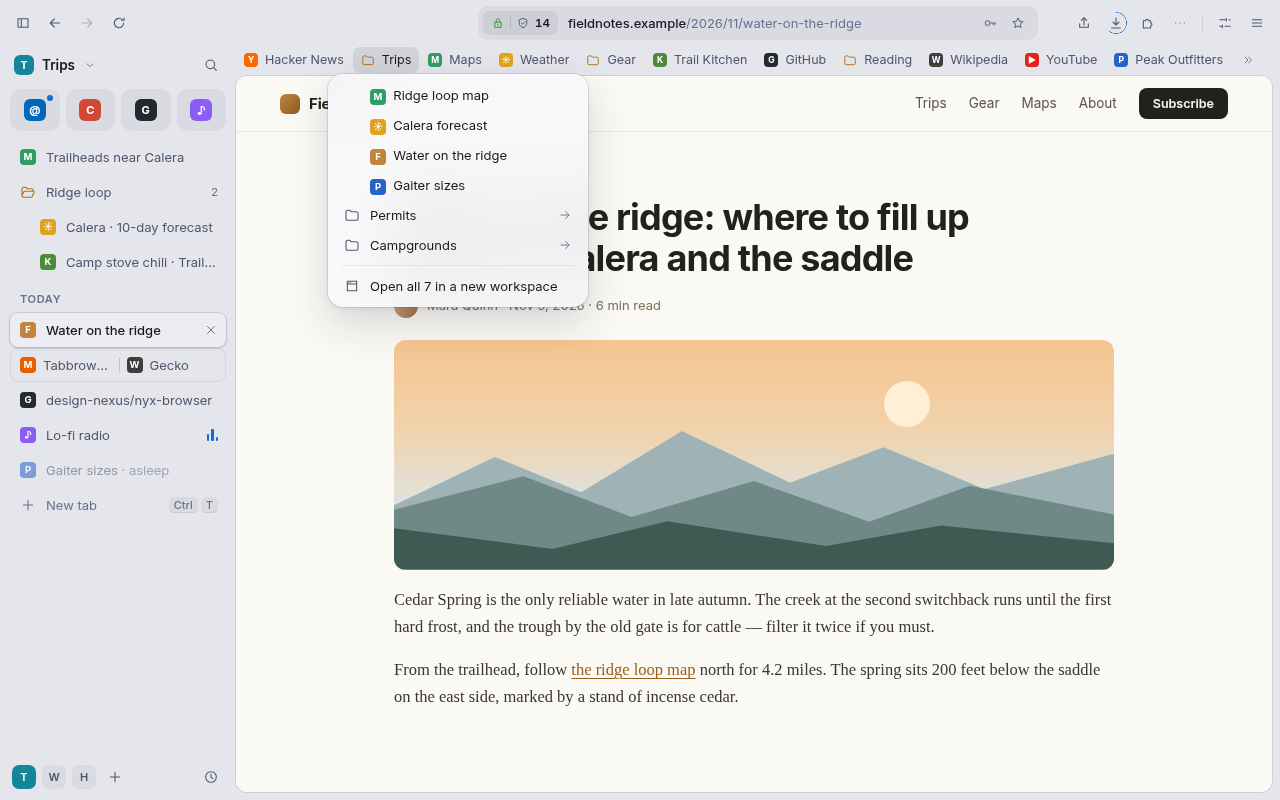 14 fieldnotes.example/2026/11/water-on-the-ridge
T Trips
Y Hacker News Trips M Maps Weather Gear K Trail Kitchen G GitHub Reading W Wikipedia YouTube P Peak Outfitters
@ C G
M Trailheads near Calera
Ridge loop 2
Calera · 10-day forecast
K Camp stove chili · Trail...
TODAY
F Water on the ridge
M Tabbrow... W Gecko
G design-nexus/nyx-browser
Lo-fi radio
P Gaiter sizes · asleep
New tab Ctrl T
T W H
M Ridge loop map
Calera forecast
F Water on the ridge
P Gaiter sizes
Permits
Campgrounds
Open all 7 in a new workspace
Trips Gear Maps About Subscribe
ridge: where to fill up
and the saddle
· 6 min read
Cedar Spring is the only reliable water in late autumn. The creek at the second switchback runs until the first
hard frost, and the trough by the old gate is for cattle — filter it twice if you must.
From the trailhead, follow the ridge loop map north for 4.2 miles. The spring sits 200 feet below the saddle
on the east side, marked by a stand of incense cedar.